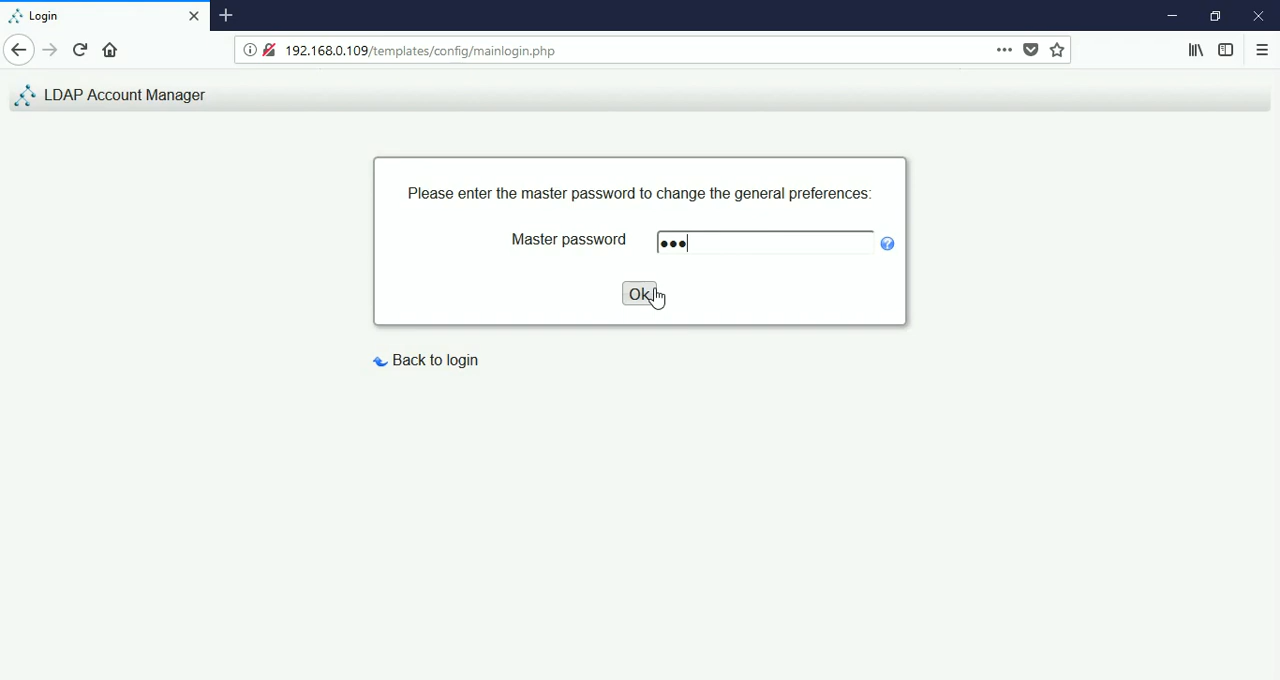 Login
192.168.0.109/templates/config/mainlogin.php
LDAP Account Manager
Please enter the master password to change the general preferences:
Master password
●●●
Ok
Back to login